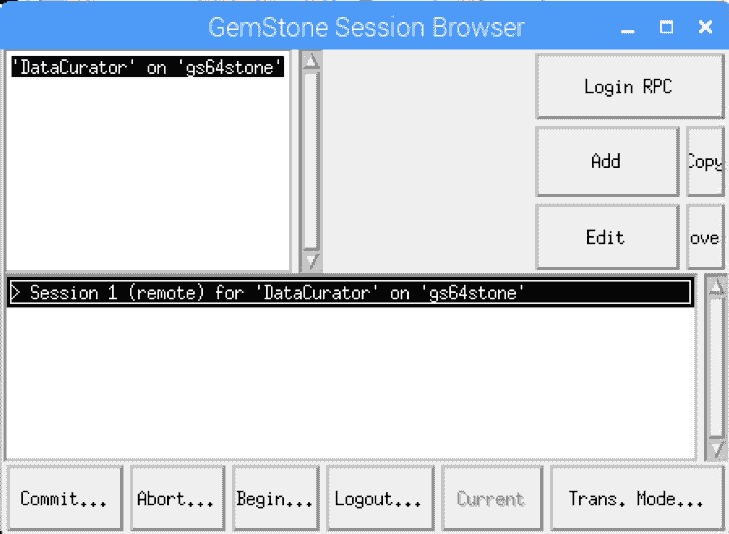 GemStone Session Browser
'DataCurator' on 'gs64stone'
Login RPC
Add
Copy
Edit
ove
> Session 1 (remote) for 'DataCurator' on 'gs64stone'
Commit...
Abort...
Begin...
Logout...
Current
Trans. Mode...